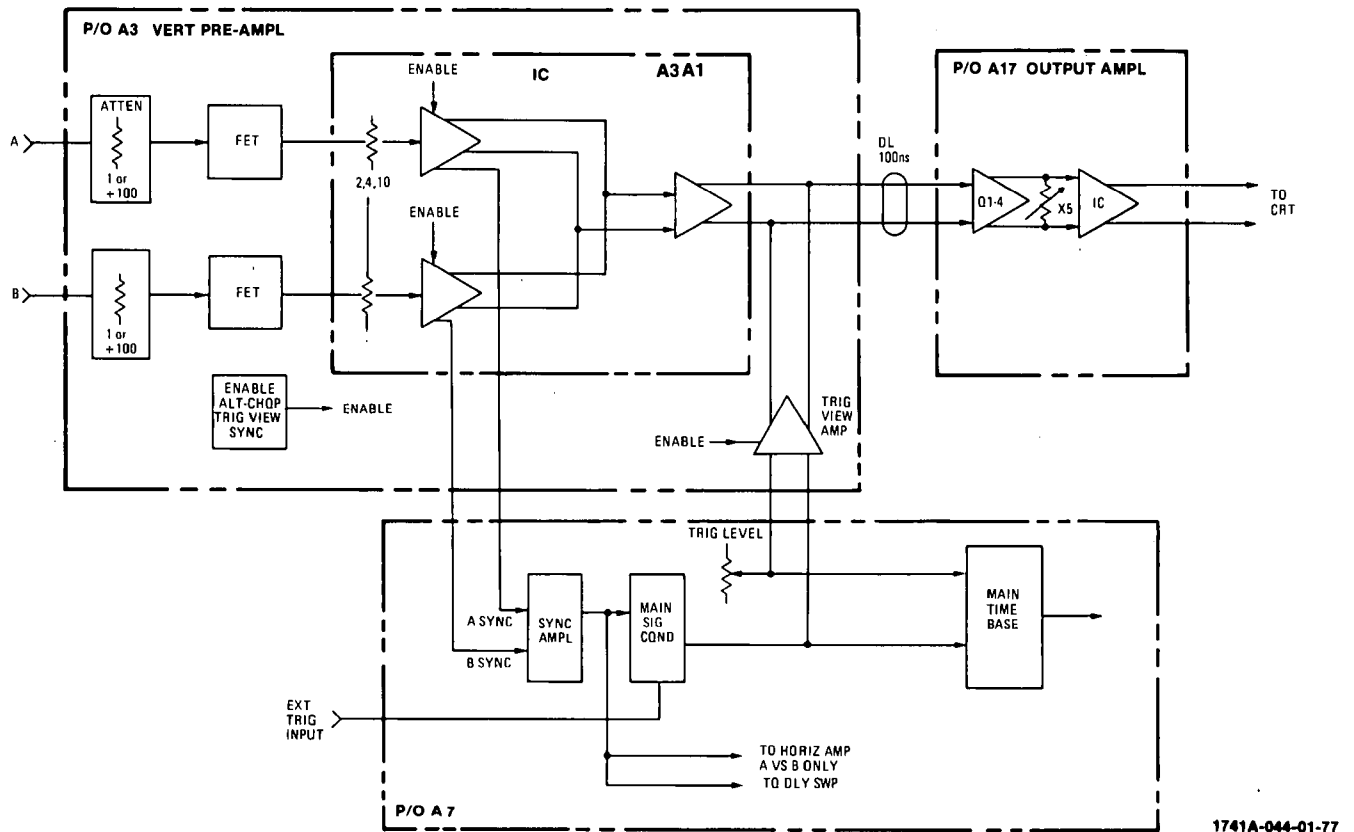 P/O A3 VERT PRE-AMPL
P/O A17 OUTPUT AMPL
ENABLE
IC
A3A1
ATTEN
1 or
+100
A
FET
2,4,10
DL
100ns
Q1-4
X5
IC
TO
CRT
ENABLE
B
1 or
+100
FET
ENABLE
ALT-CHOP
TRIG VIEW
SYNC
ENABLE
TRIG
VIEW
AMP
ENABLE
TRIG LEVEL
A SYNC
B SYNC
SYNC
AMPL
MAIN
SIG
COND
MAIN
TIME
BASE
EXT
TRIG
INPUT
TO HORIZ AMP
A VS B ONLY
TO DLY SWP
P/O A7
1741A-044-01-77